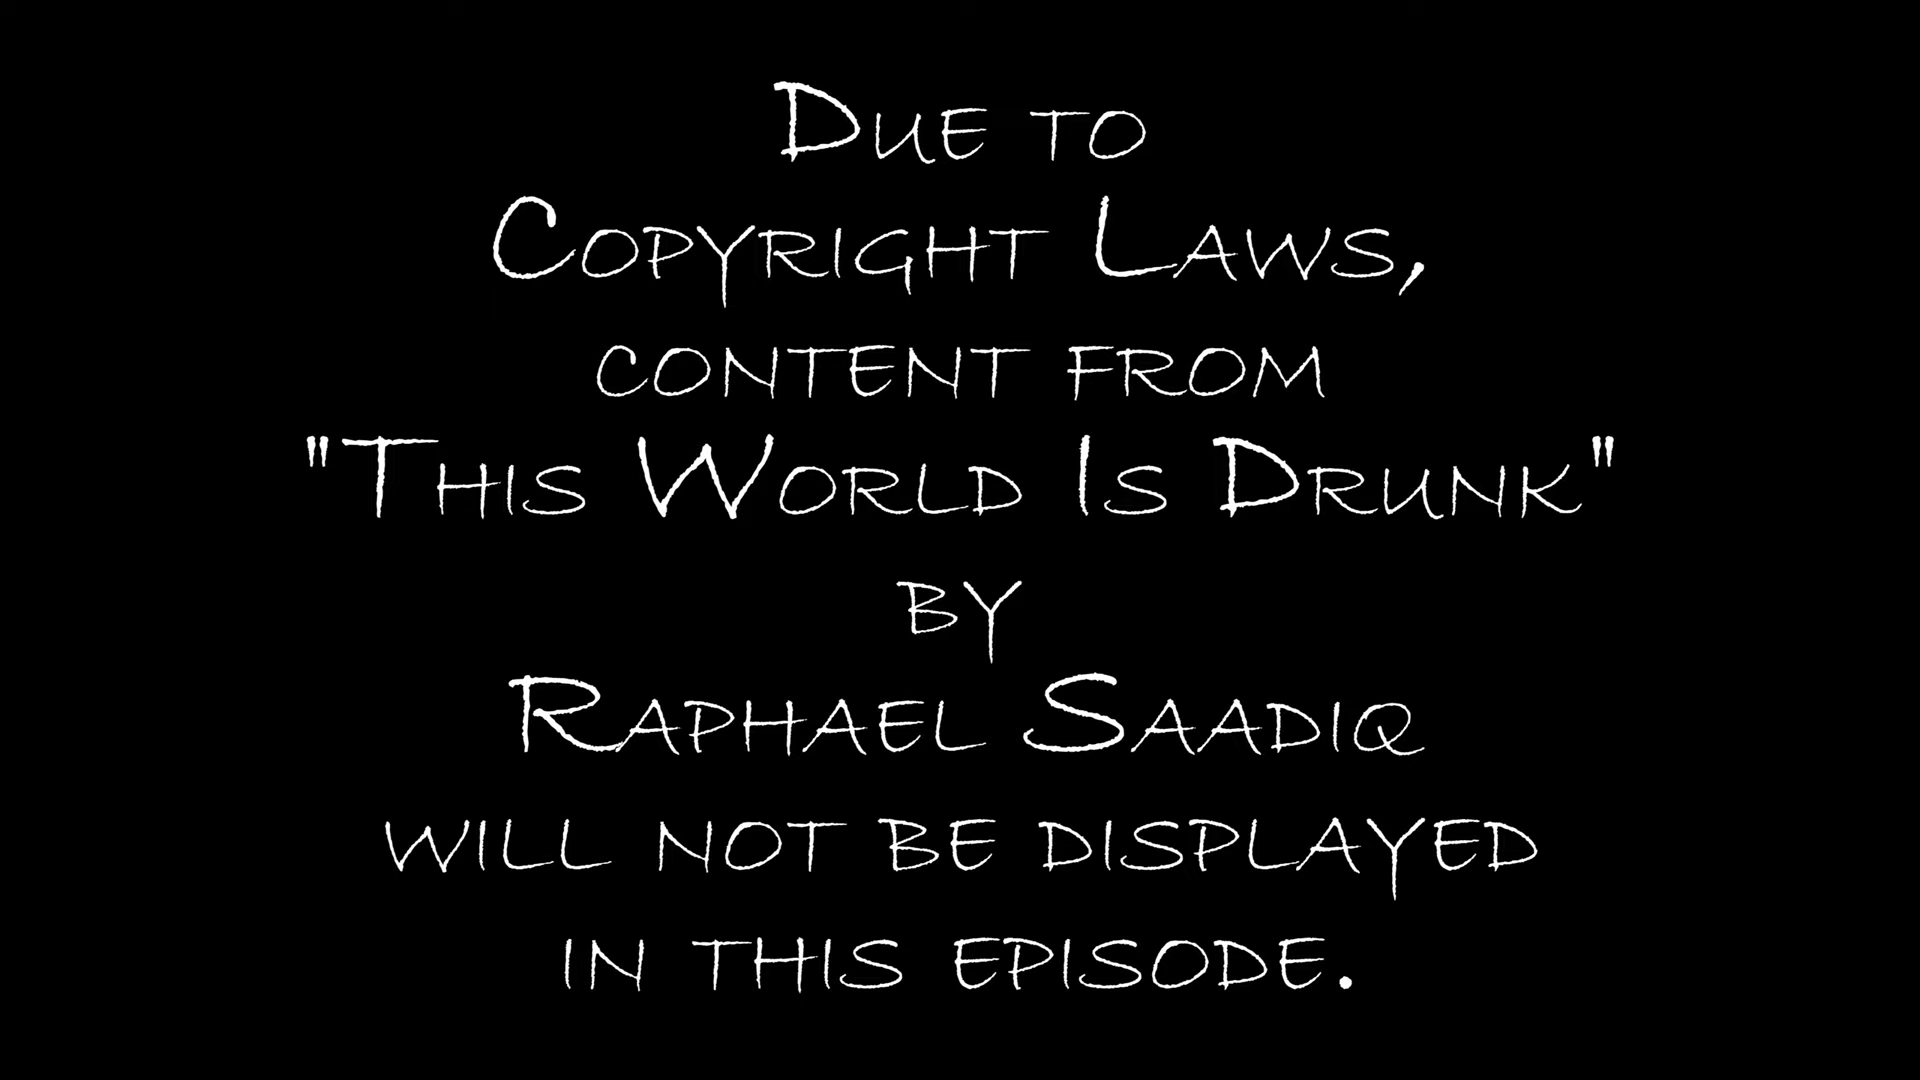 Due to
Copyright Laws,
content from
"This World Is Drunk"
by
Raphael Saadiq
will not be displayed
in this episode.